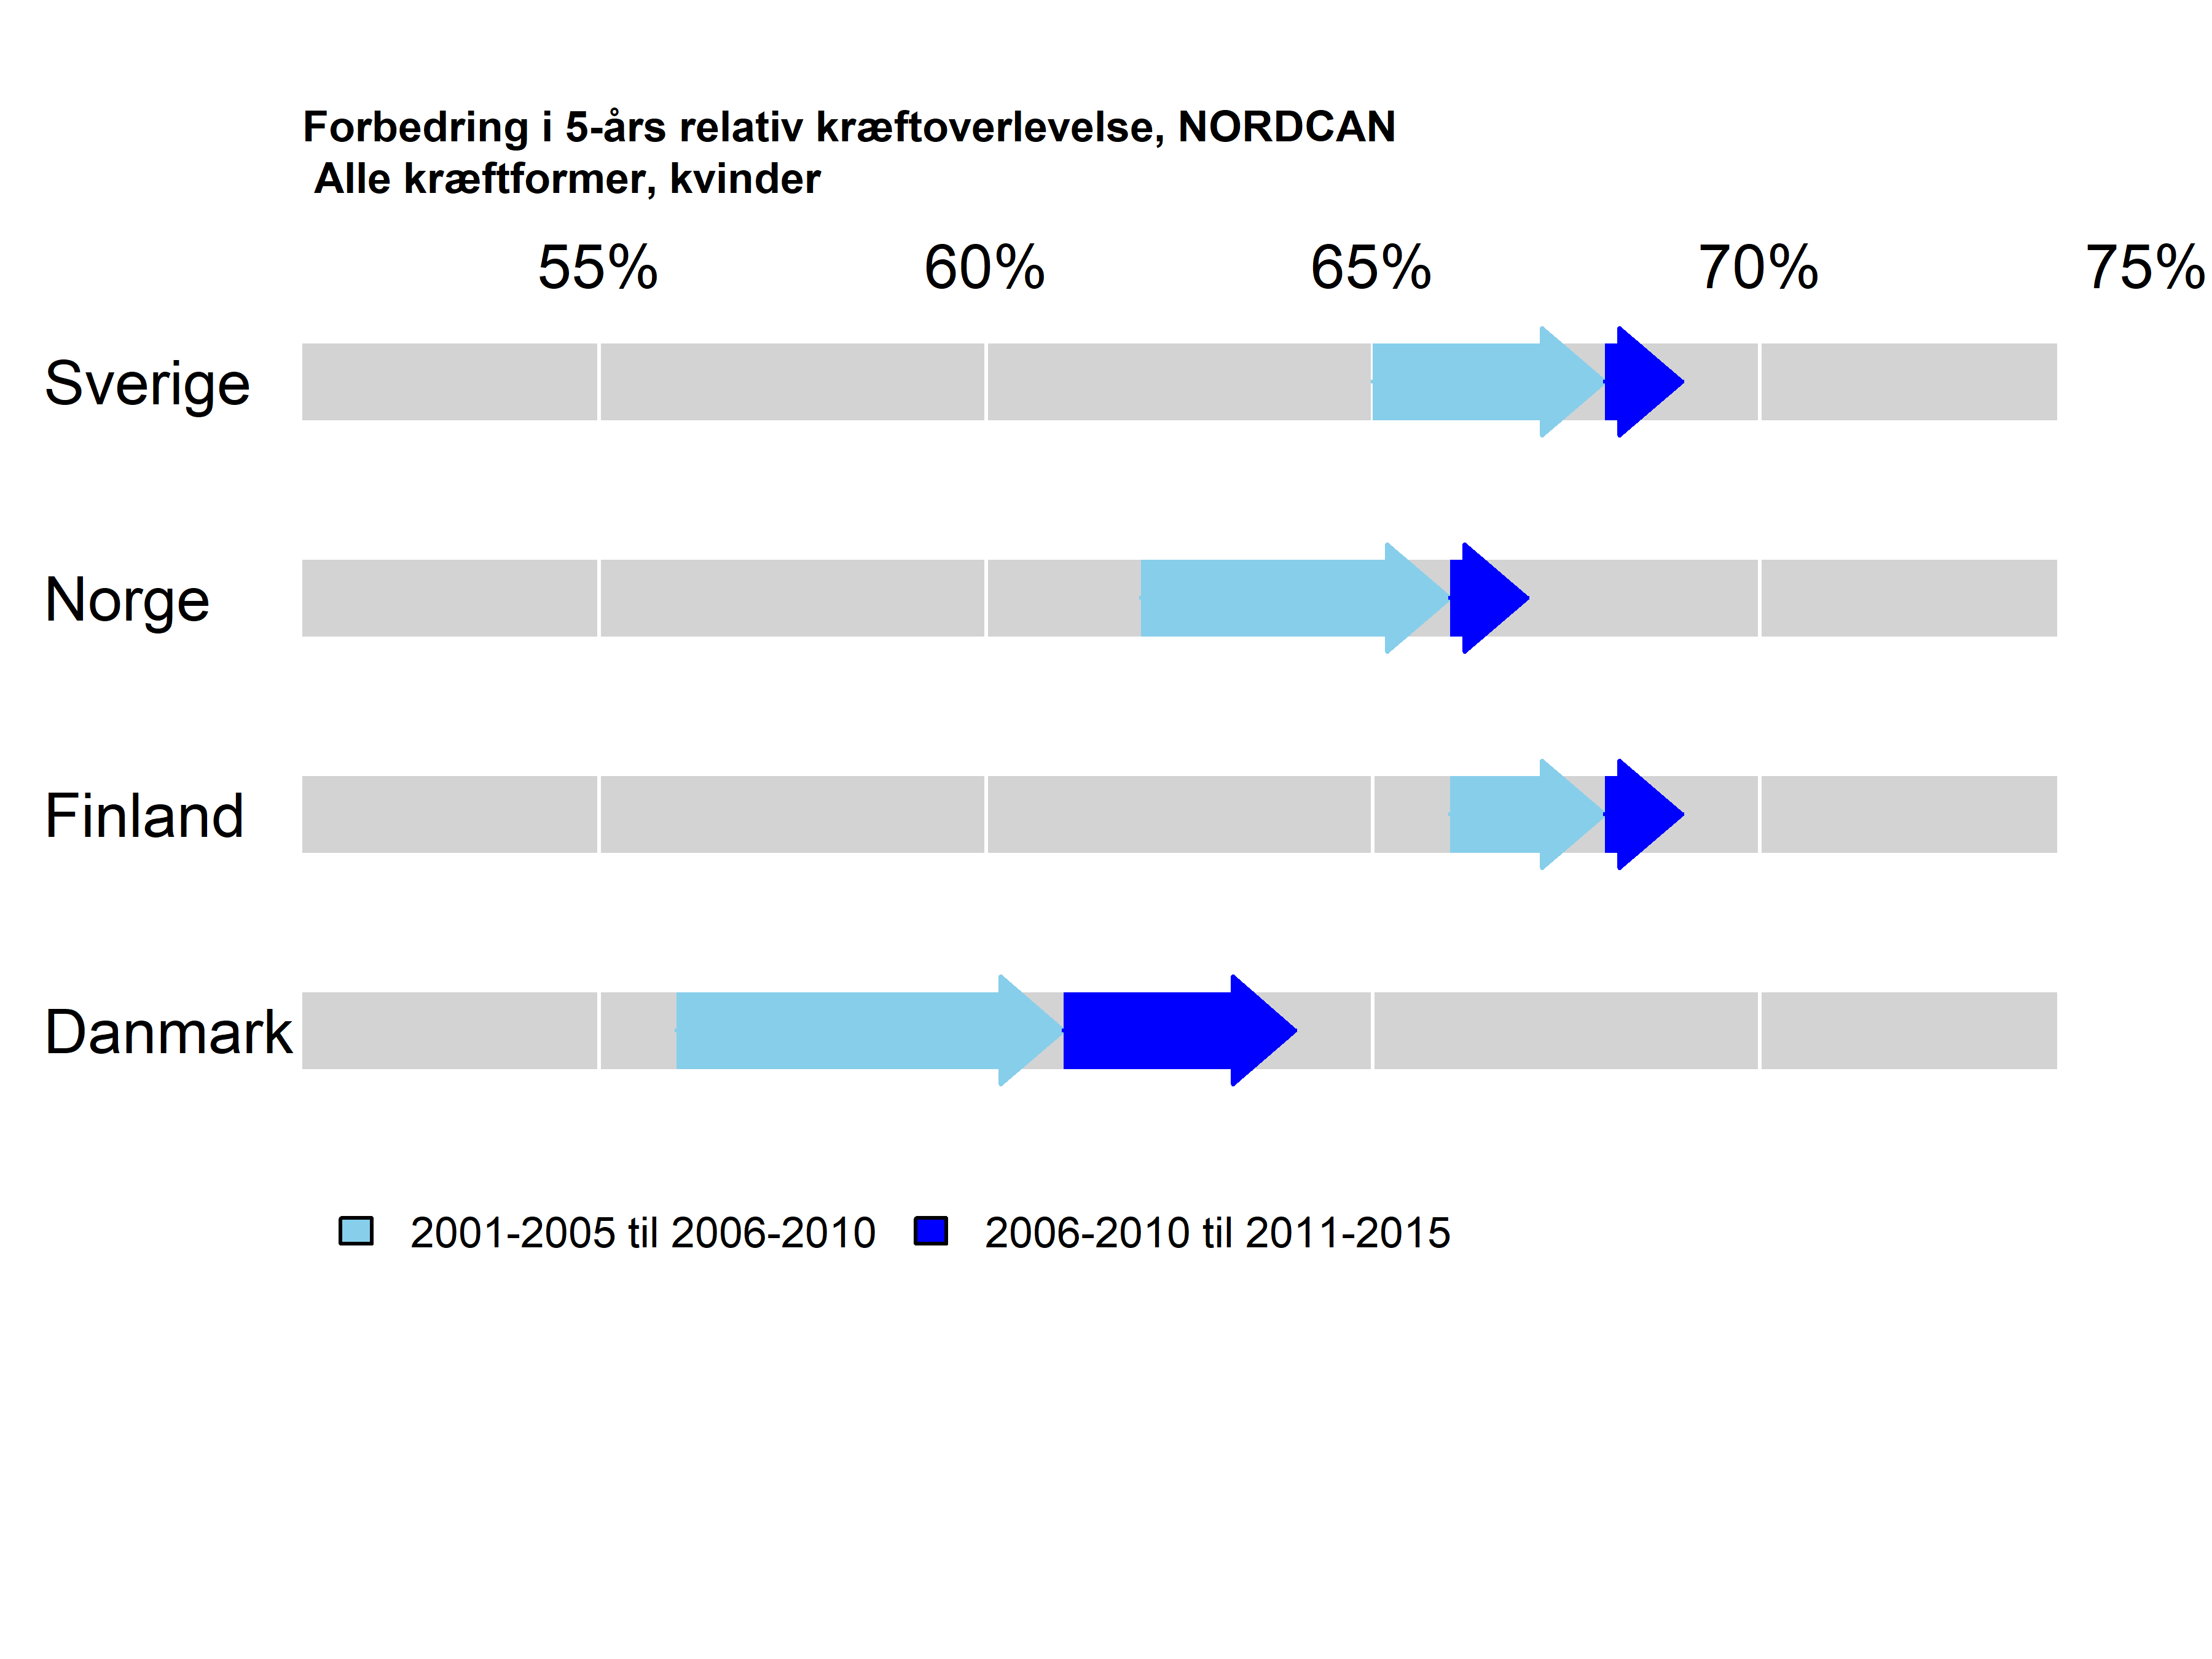 Forbedring i 5-års relativ kræftoverlevelse, NORDCAN
Alle kræftformer, kvinder
55% 60% 65% 70% 75%
Sverige
Norge
Finland
Danmark
2001-2005 til 2006-2010 2006-2010 til 2011-2015